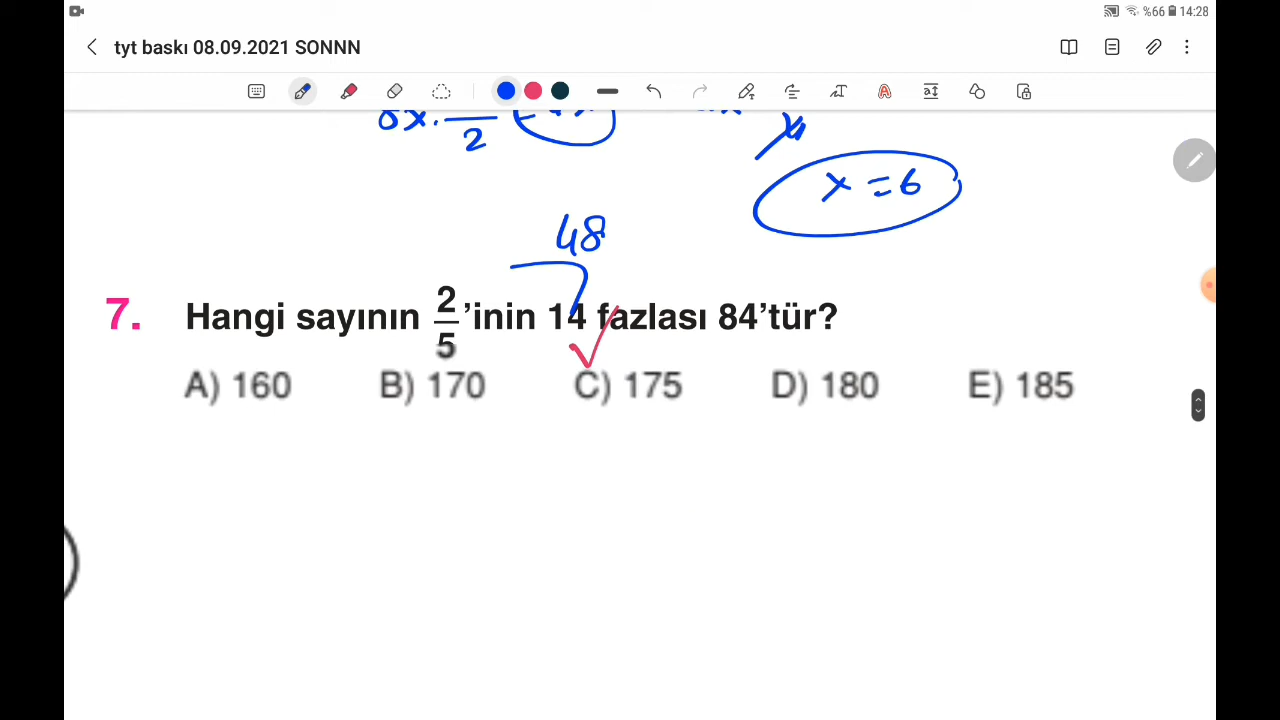 %66 14:28
tyt baskı 08.09.2021 SONNN
2
x = 6
48
7. Hangi sayının 2/5 'inin 14 fazlası 84'tür?
A) 160 B) 170 C) 175 D) 180 E) 185